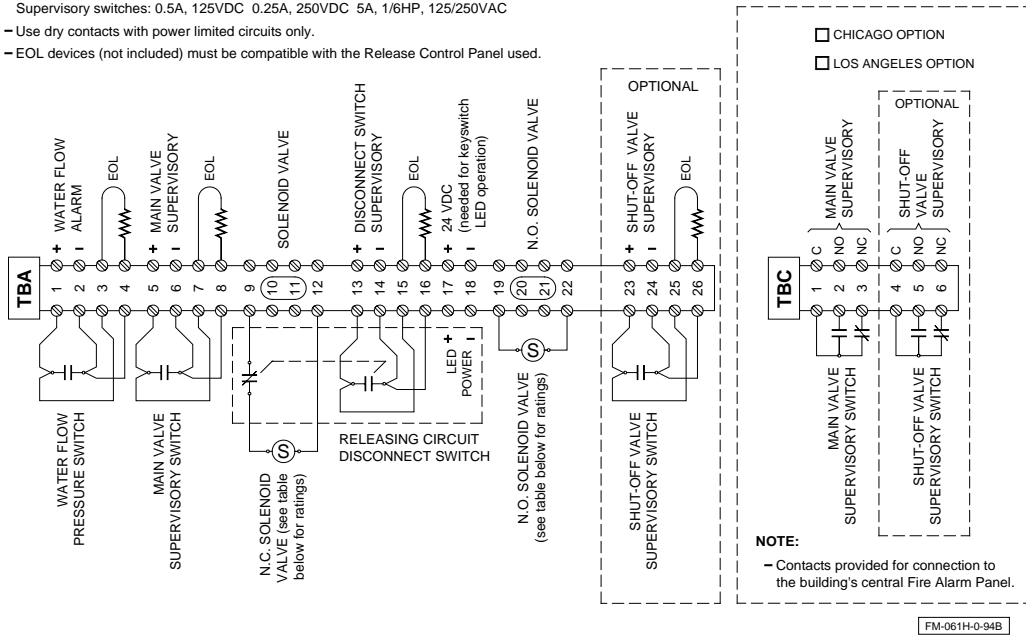 Supervisory switches: 0.5A, 125VDC 0.25A, 250VDC 5A, 1/6HP, 125/250VAC
– Use dry contacts with power limited circuits only.
– EOL devices (not included) must be compatible with the Release Control Panel used.
WATER FLOW
ALARM
+
–
EOL
MAIN VALVE
SUPERVISORY
+
–
EOL
SOLENOID VALVE
DISCONNECT SWITCH
SUPERVISORY
+
–
EOL
24 VDC
(needed for keyswitch
LED operation)
+
–
N.O. SOLENOID VALVE
OPTIONAL
SHUT-OFF VALVE
SUPERVISORY
+
–
EOL
TBA
1 2 3 4 5 6 7 8 9 10 11 12 13 14 15 16 17 18 19 20 21 22 23 24 25 26
WATER FLOW
PRESSURE SWITCH
MAIN VALVE
SUPERVISORY SWITCH
S
N.C. SOLENOID
VALVE (see table
below for ratings)
+
–
LED
POWER
RELEASING CIRCUIT
DISCONNECT SWITCH
S
N.O. SOLENOID VALVE
(see table below for ratings)
SHUT-OFF VALVE
SUPERVISORY SWITCH
CHICAGO OPTION
LOS ANGELES OPTION
OPTIONAL
MAIN VALVE
SUPERVISORY
SHUT-OFF
VALVE
SUPERVISORY
C NO NC C NO NC
TBC
1 2 3 4 5 6
MAIN VALVE
SUPERVISORY SWITCH
SHUT-OFF VALVE
SUPERVISORY SWITCH
NOTE:
– Contacts provided for connection to
the building's central Fire Alarm Panel.
FM-061H-0-94B